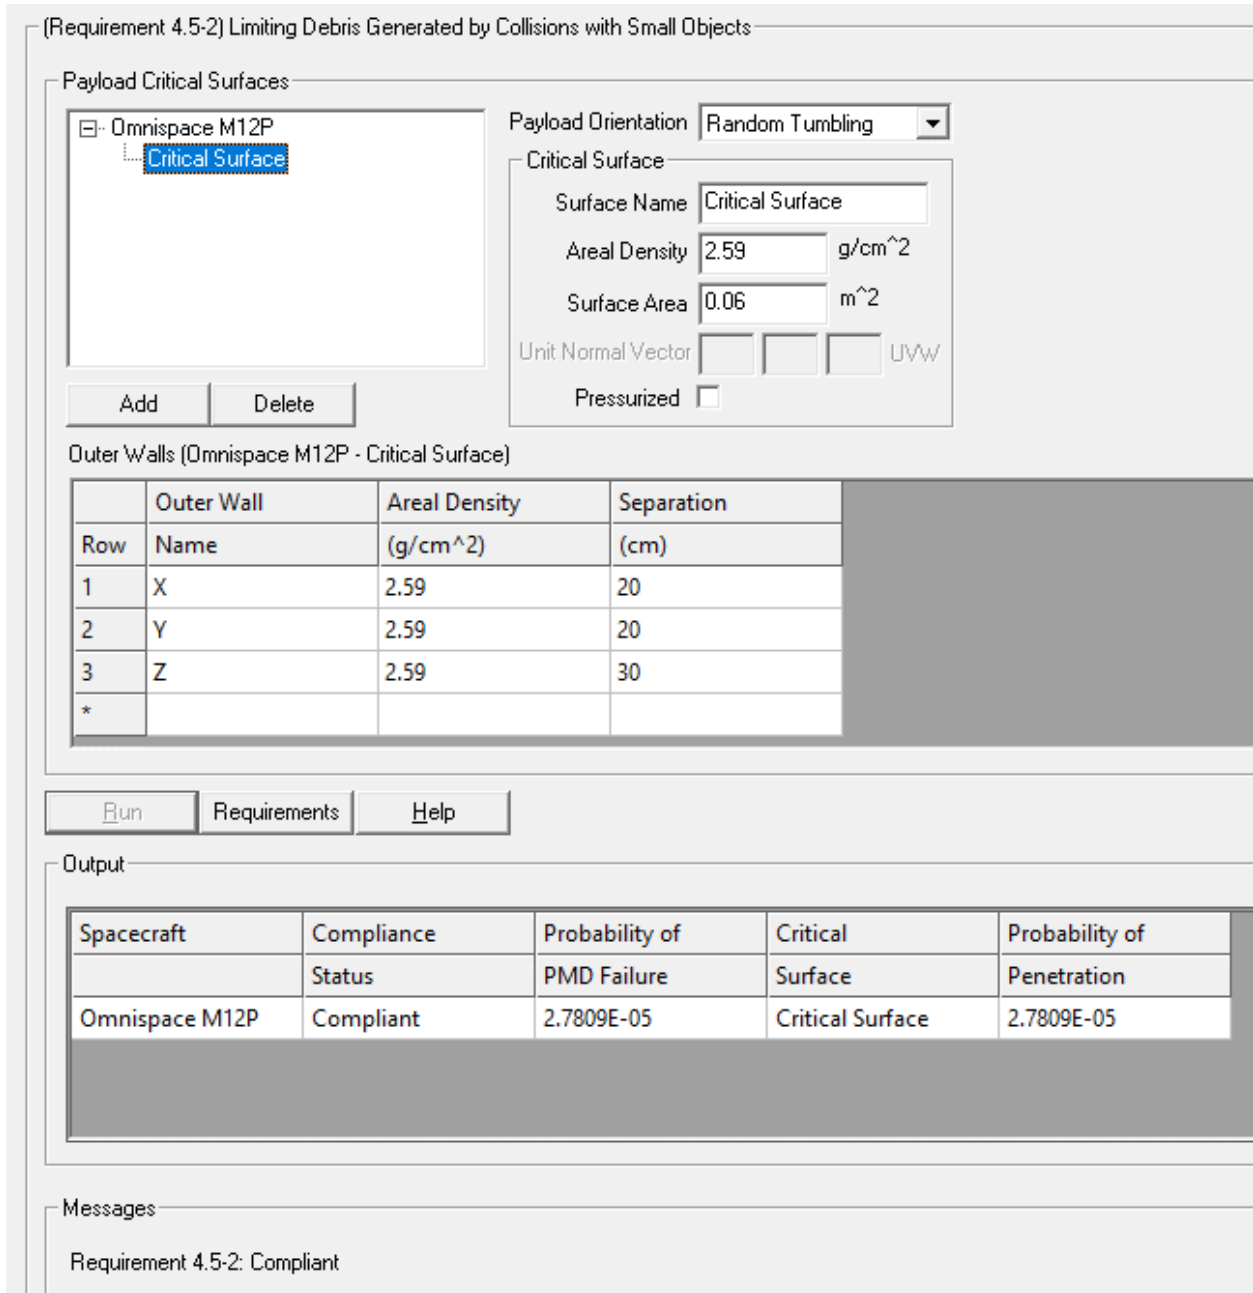 (Requirement 4.5-2) Limiting Debris Generated by Collisions with Small Objects
Payload Critical Surfaces
Omnispace M12P
Critical Surface
Payload Orientation Random Tumbling
Critical Surface
Surface Name Critical Surface
Areal Density 2.59 g/cm^2
Surface Area 0.06 m^2
Unit Normal Vector UVW
Pressurized
Add Delete
Outer Walls (Omnispace M12P - Critical Surface)
Outer Wall Areal Density Separation
Row Name (g/cm^2) (cm)
1 X 2.59 20
2 Y 2.59 20
3 Z 2.59 30
*
Run Requirements Help
Output
Spacecraft Compliance Probability of Critical Probability of
Status PMD Failure Surface Penetration
Omnispace M12P Compliant 2.7809E-05 Critical Surface 2.7809E-05
Messages
Requirement 4.5-2: Compliant